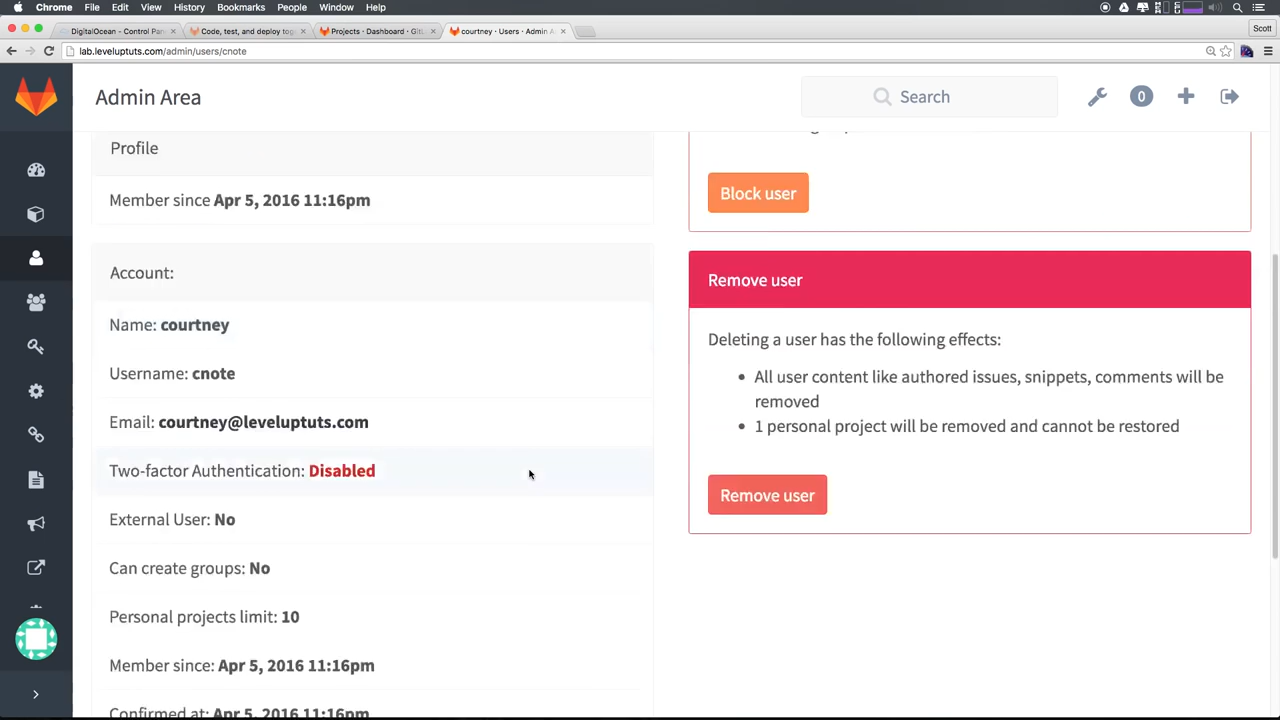 Chrome File Edit View History Bookmarks People Window Help
DigitalOcean - Control Pan
Code, test, and deploy tog
Projects · Dashboard · GitL
courtney · Users · Admin A
Scott
lab.leveluptuts.com/admin/users/cnote
Admin Area
Search
0
Profile
Member since Apr 5, 2016 11:16pm
Account:
Name: courtney
Username: cnote
Email: courtney@leveluptuts.com
Two-factor Authentication: Disabled
External User: No
Can create groups: No
Personal projects limit: 10
Member since: Apr 5, 2016 11:16pm
Confirmed at: Apr 5, 2016 11:16pm
Block user
Remove user
Deleting a user has the following effects:
• All user content like authored issues, snippets, comments will be
removed
• 1 personal project will be removed and cannot be restored
Remove user